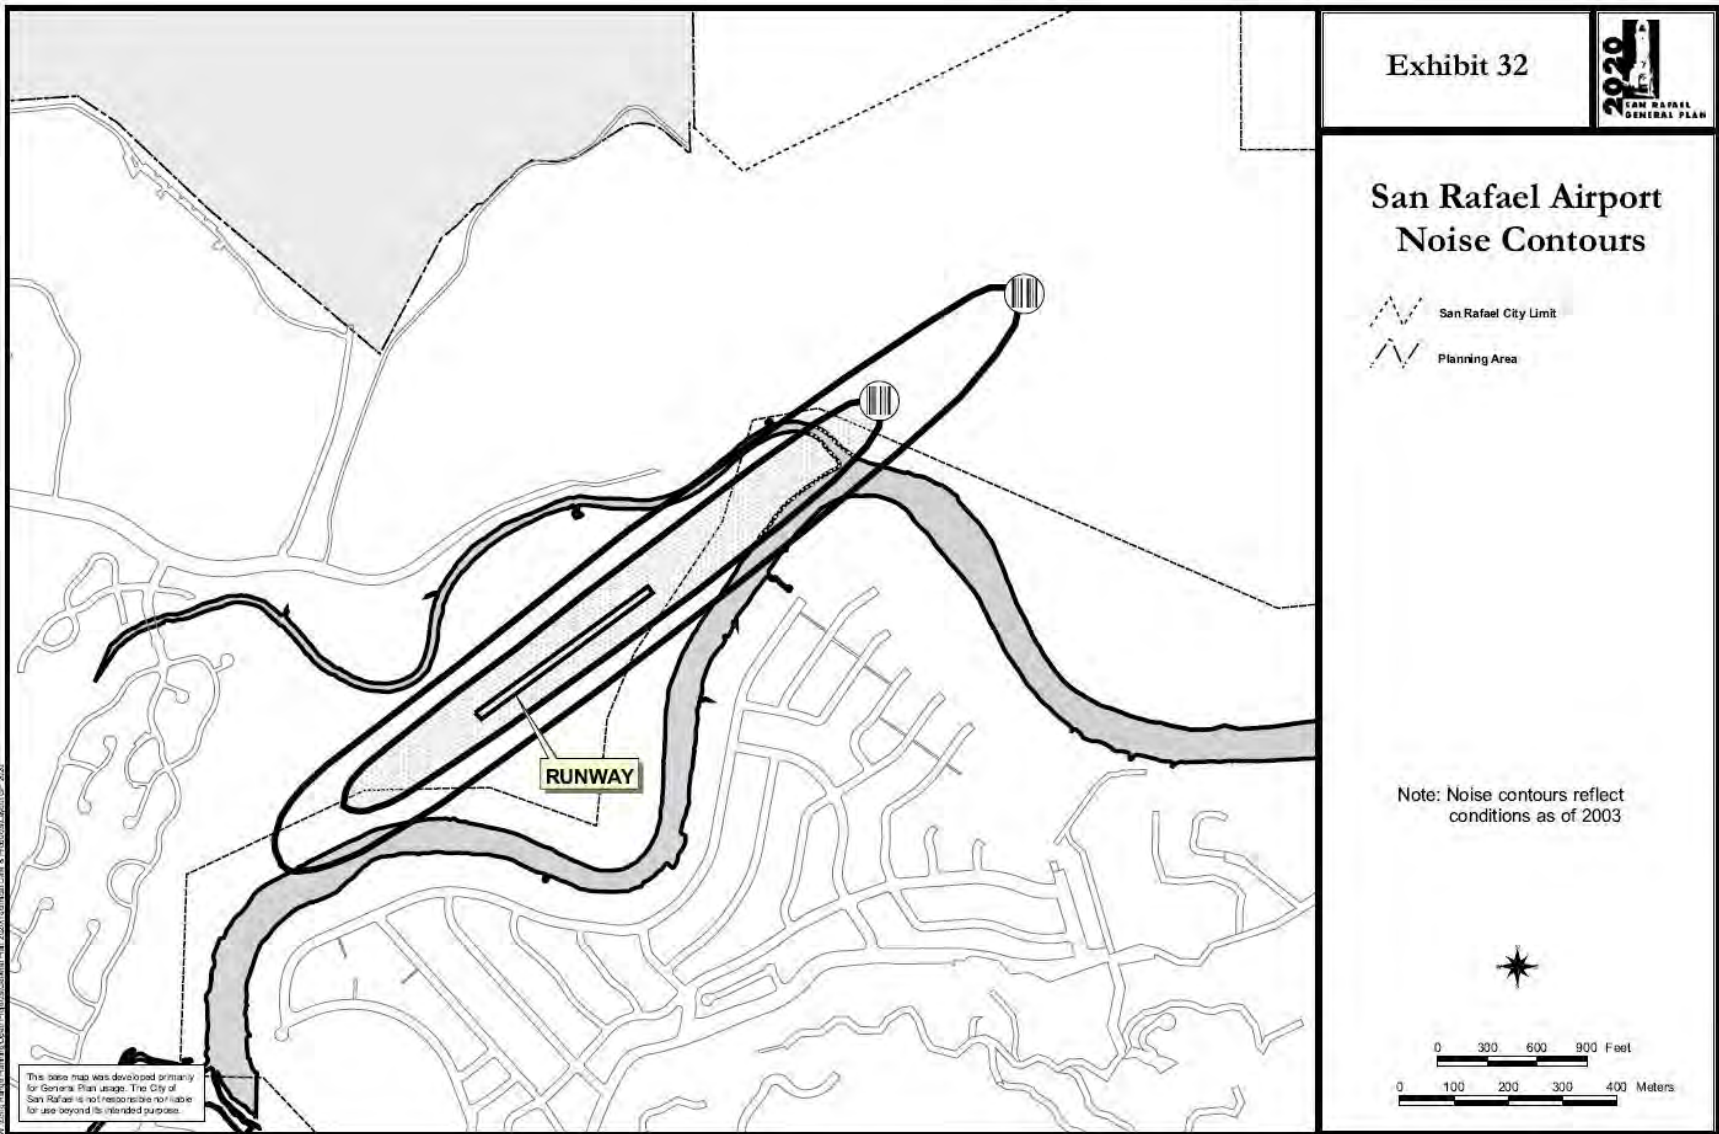 Exhibit 32
2020
SAN RAFAEL
GENERAL PLAN
San Rafael Airport
Noise Contours
San Rafael City Limit
Planning Area
RUNWAY
Note: Noise contours reflect
conditions as of 2003
0 300 600 900 Feet
0 100 200 300 400 Meters
This base map was developed primarily
for General Plan usage. The City of
San Rafael is not responsible nor liable
for use beyond its intended purpose.